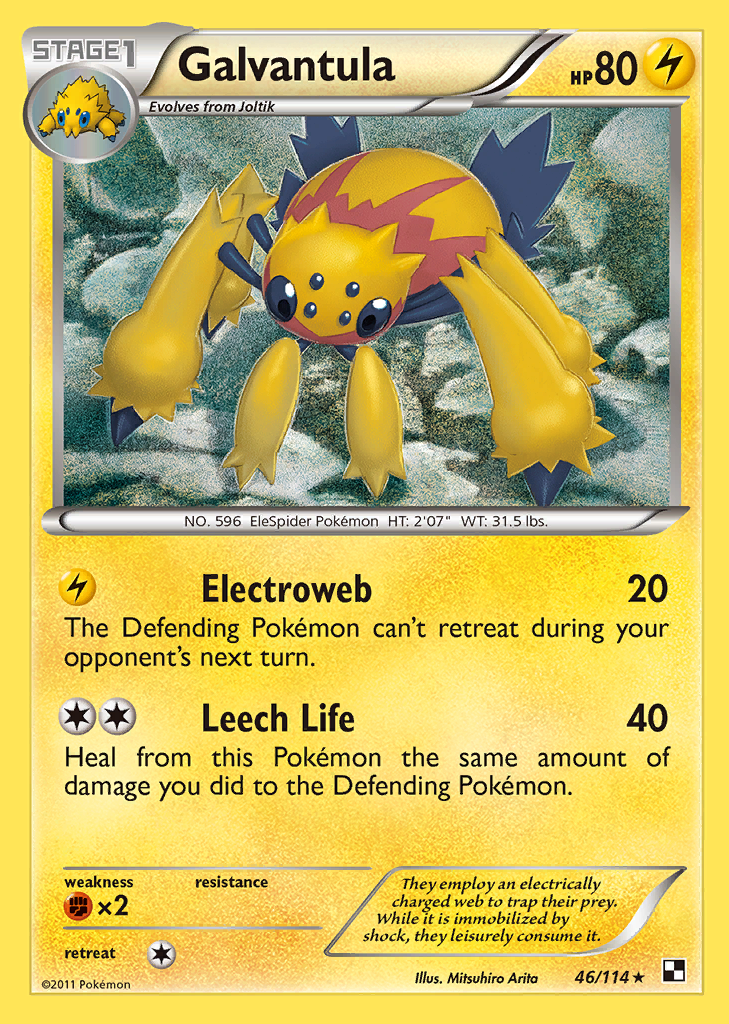 STAGE1
Galvantula
HP80
Evolves from Joltik
NO. 596 EleSpider Pokémon HT: 2'07" WT: 31.5 lbs.
Electroweb 20
The Defending Pokémon can't retreat during your
opponent's next turn.
Leech Life 40
Heal from this Pokémon the same amount of
damage you did to the Defending Pokémon.
weakness resistance
×2
retreat
They employ an electrically
charged web to trap their prey.
While it is immobilized by
shock, they leisurely consume it.
©2011 Pokémon
Illus. Mitsuhiro Arita 46/114 ★